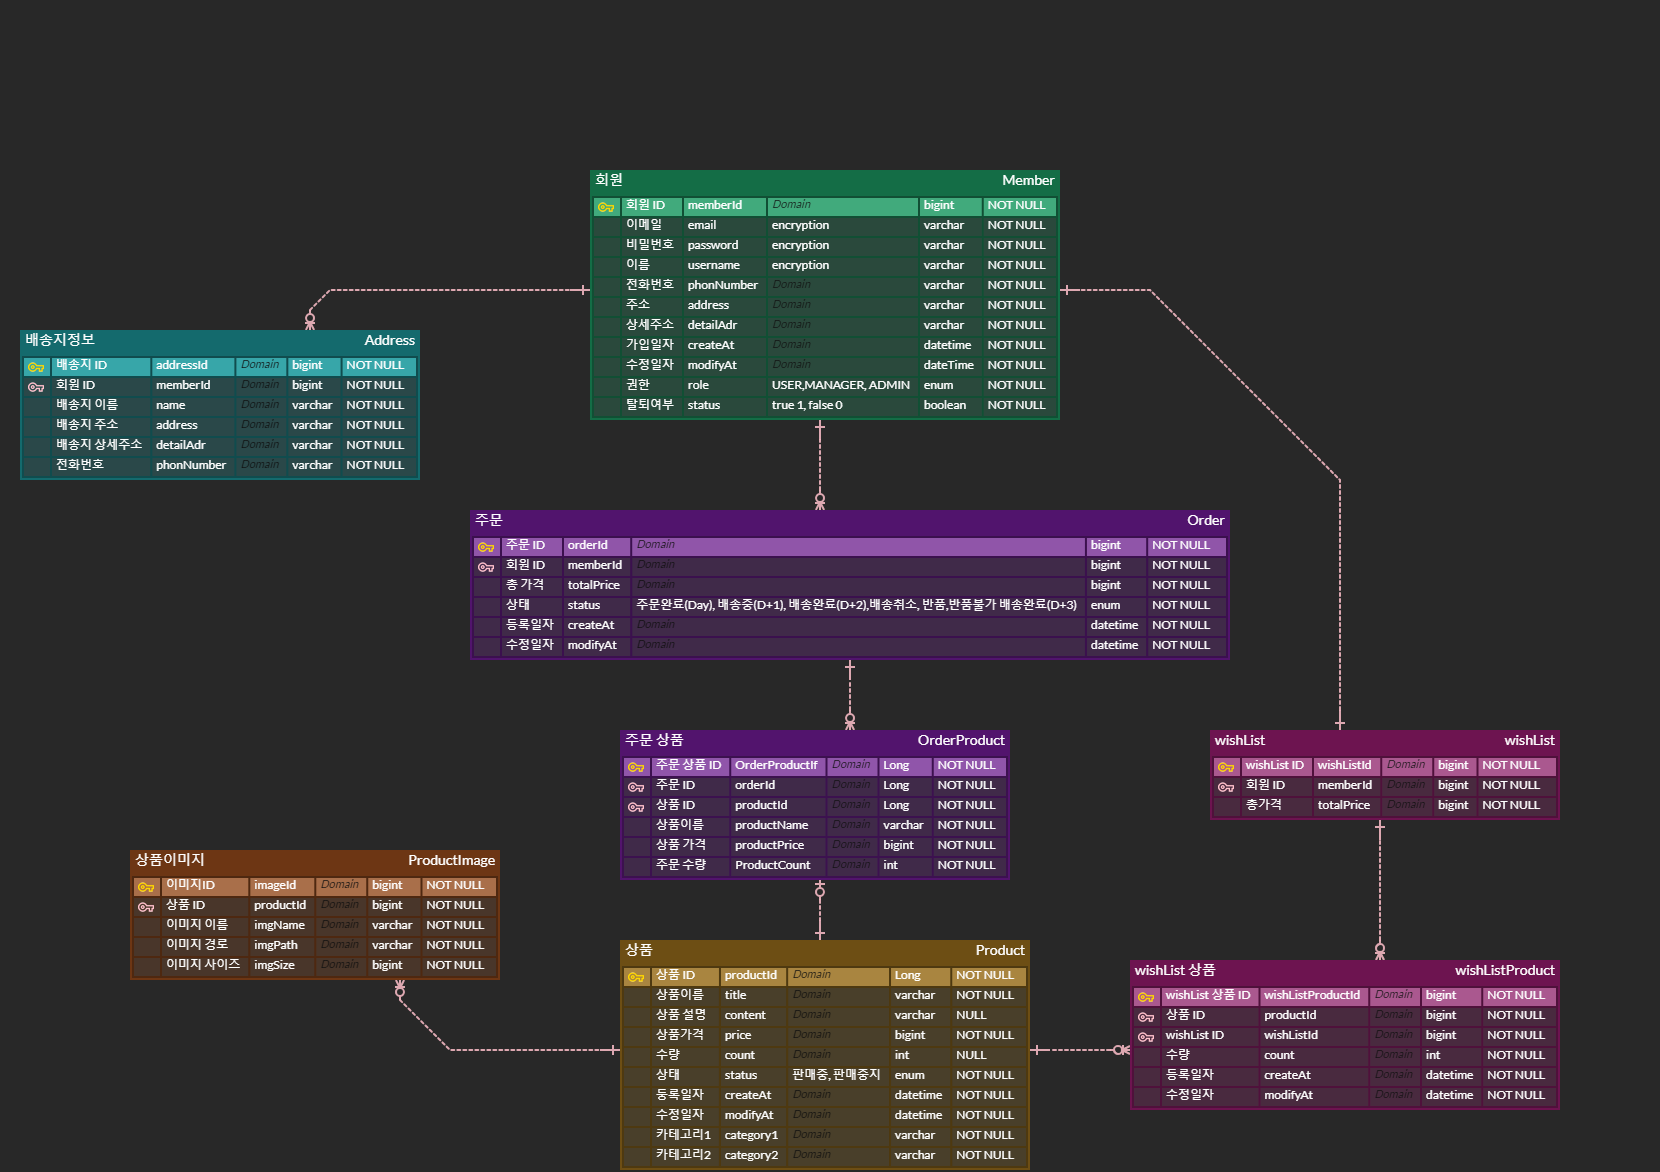 회원 Member
회원 ID memberId Domain bigint NOT NULL
이메일 email encryption varchar NOT NULL
비밀번호 password encryption varchar NOT NULL
이름 username encryption varchar NOT NULL
전화번호 phonNumber Domain varchar NOT NULL
주소 address Domain varchar NOT NULL
상세주소 detailAdr Domain varchar NOT NULL
가입일자 createAt Domain datetime NOT NULL
수정일자 modifyAt Domain dateTime NOT NULL
권한 role USER,MANAGER, ADMIN enum NOT NULL
탈퇴여부 status true 1, false 0 boolean NOT NULL
배송지정보 Address
배송지 ID addressId Domain bigint NOT NULL
회원 ID memberId Domain bigint NOT NULL
배송지 이름 name Domain varchar NOT NULL
배송지 주소 address Domain varchar NOT NULL
배송지 상세주소 detailAdr Domain varchar NOT NULL
전화번호 phonNumber Domain varchar NOT NULL
주문 Order
주문 ID orderId Domain bigint NOT NULL
회원 ID memberId Domain bigint NOT NULL
총 가격 totalPrice Domain bigint NOT NULL
상태 status 주문완료(Day), 배송중(D+1), 배송완료(D+2),배송취소, 반품,반품불가 배송완료(D+3) enum NOT NULL
등록일자 createAt Domain datetime NOT NULL
수정일자 modifyAt Domain datetime NOT NULL
주문 상품 OrderProduct
주문 상품 ID OrderProductIf Domain Long NOT NULL
주문 ID orderId Domain Long NOT NULL
상품 ID productId Domain Long NOT NULL
상품이름 productName Domain varchar NOT NULL
상품 가격 productPrice Domain bigint NOT NULL
주문 수량 ProductCount Domain int NOT NULL
wishList wishList
wishList ID wishListId Domain bigint NOT NULL
회원 ID memberId Domain bigint NOT NULL
총가격 totalPrice Domain bigint NOT NULL
상품이미지 ProductImage
이미지ID imageId Domain bigint NOT NULL
상품 ID productId Domain bigint NOT NULL
이미지 이름 imgName Domain varchar NOT NULL
이미지 경로 imgPath Domain varchar NOT NULL
이미지 사이즈 imgSize Domain bigint NOT NULL
상품 Product
상품 ID productId Domain Long NOT NULL
상품이름 title Domain varchar NOT NULL
상품 설명 content Domain varchar NULL
상품가격 price Domain bigint NOT NULL
수량 count Domain int NULL
상태 status 판매중, 판매중지 enum NOT NULL
등록일자 createAt Domain datetime NOT NULL
수정일자 modifyAt Domain datetime NOT NULL
카테고리1 category1 Domain varchar NOT NULL
카테고리2 category2 Domain varchar NOT NULL
wishList 상품 wishListProduct
wishList 상품 ID wishListProductId Domain bigint NOT NULL
상품 ID productId Domain bigint NOT NULL
wishList ID wishListId Domain bigint NOT NULL
수량 count Domain int NOT NULL
등록일자 createAt Domain datetime NOT NULL
수정일자 modifyAt Domain datetime NOT NULL